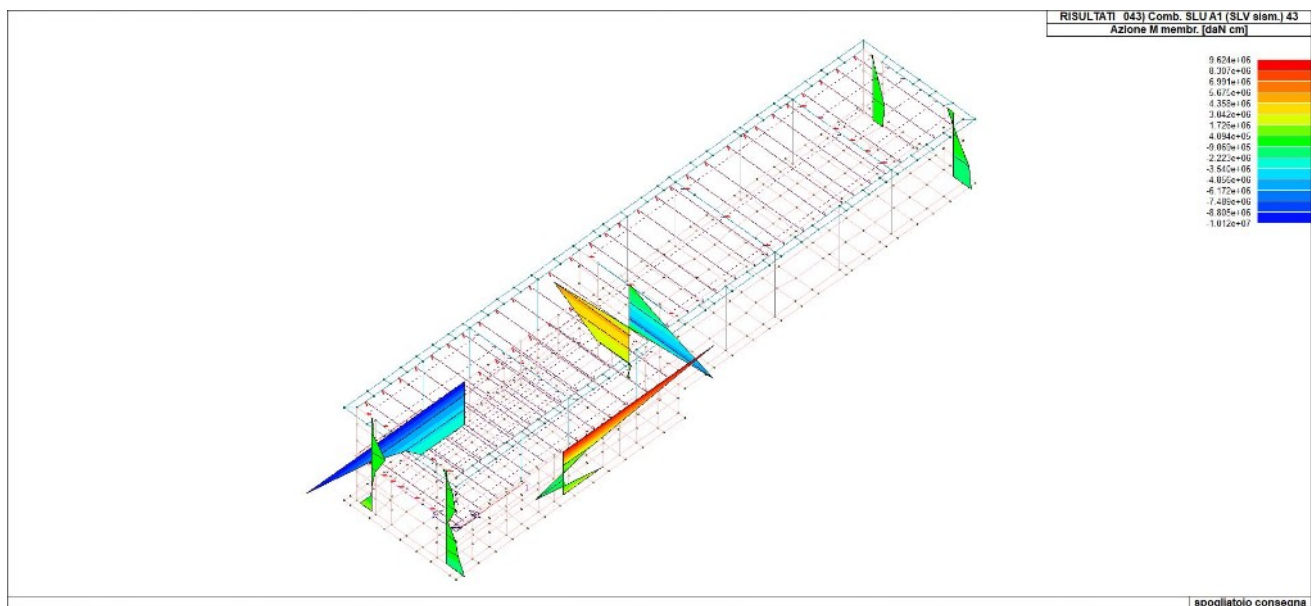 RISULTATI 043) Comb. SLU A1 (SLV sism.) 43
Azione M membr. [daN cm]
9.624e+06
8.307e+06
6.991e+06
5.675e+06
4.358e+06
3.042e+06
1.726e+06
4.094e+05
-9.069e+05
-2.223e+06
-3.540e+06
-4.856e+06
-6.172e+06
-7.489e+06
-8.805e+06
-1.012e+07
spogliatoio consegna